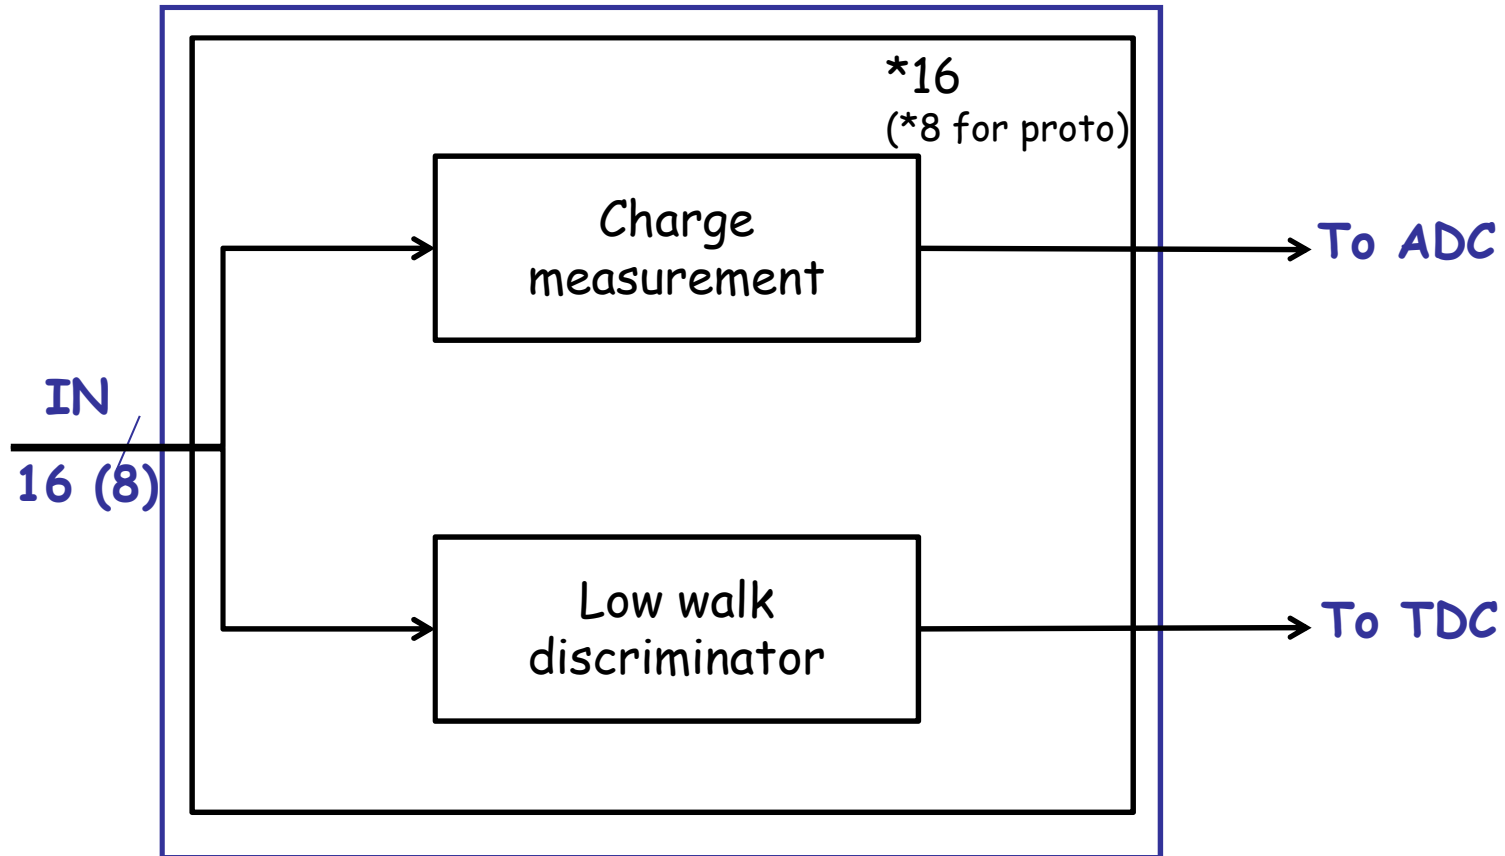 *16
(*8 for proto)
Charge
measurement
To ADC
IN
16 (8)
Low walk
discriminator
To TDC